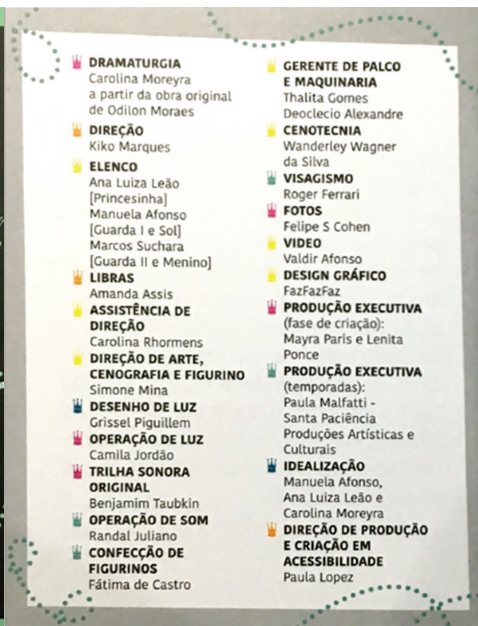 DRAMATURGIA
Carolina Moreyra
a partir da obra original
de Odilon Moraes
DIREÇÃO
Kiko Marques
ELENCO
Ana Luiza Leão
[Princesinha]
Manuela Afonso
[Guarda I e Sol]
Marcos Suchara
[Guarda II e Menino]
LIBRAS
Amanda Assis
ASSISTÊNCIA DE
DIREÇÃO
Carolina Rhormens
DIREÇÃO DE ARTE,
CENOGRAFIA E FIGURINO
Simone Mina
DESENHO DE LUZ
Grissel Piguillem
OPERAÇÃO DE LUZ
Camila Jordão
TRILHA SONORA
ORIGINAL
Benjamim Taubkin
OPERAÇÃO DE SOM
Randal Juliano
CONFECÇÃO DE
FIGURINOS
Fátima de Castro
GERENTE DE PALCO
E MAQUINARIA
Thalita Gomes
Deoclecio Alexandre
CENOTECNIA
Wanderley Wagner
da Silva
VISAGISMO
Roger Ferrari
FOTOS
Felipe S Cohen
VIDEO
Valdir Afonso
DESIGN GRÁFICO
FazFazFaz
PRODUÇÃO EXECUTIVA
(fase de criação):
Mayra Paris e Lenita
Ponce
PRODUÇÃO EXECUTIVA
(temporadas):
Paula Malfatti -
Santa Paciência
Produções Artísticas e
Culturais
IDEALIZAÇÃO
Manuela Afonso,
Ana Luiza Leão e
Carolina Moreyra
DIREÇÃO DE PRODUÇÃO
E CRIAÇÃO EM
ACESSIBILIDADE
Paula Lopez